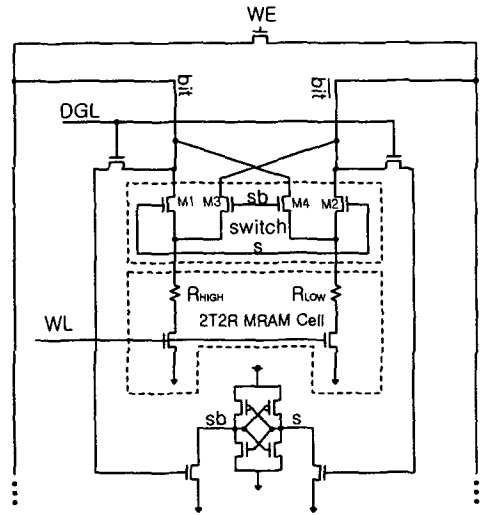 WE
bit
bit
DGL
M1
M3
sb
M4
M2
switch
s
RHIGH
RLOW
2T2R MRAM Cell
WL
sb
s